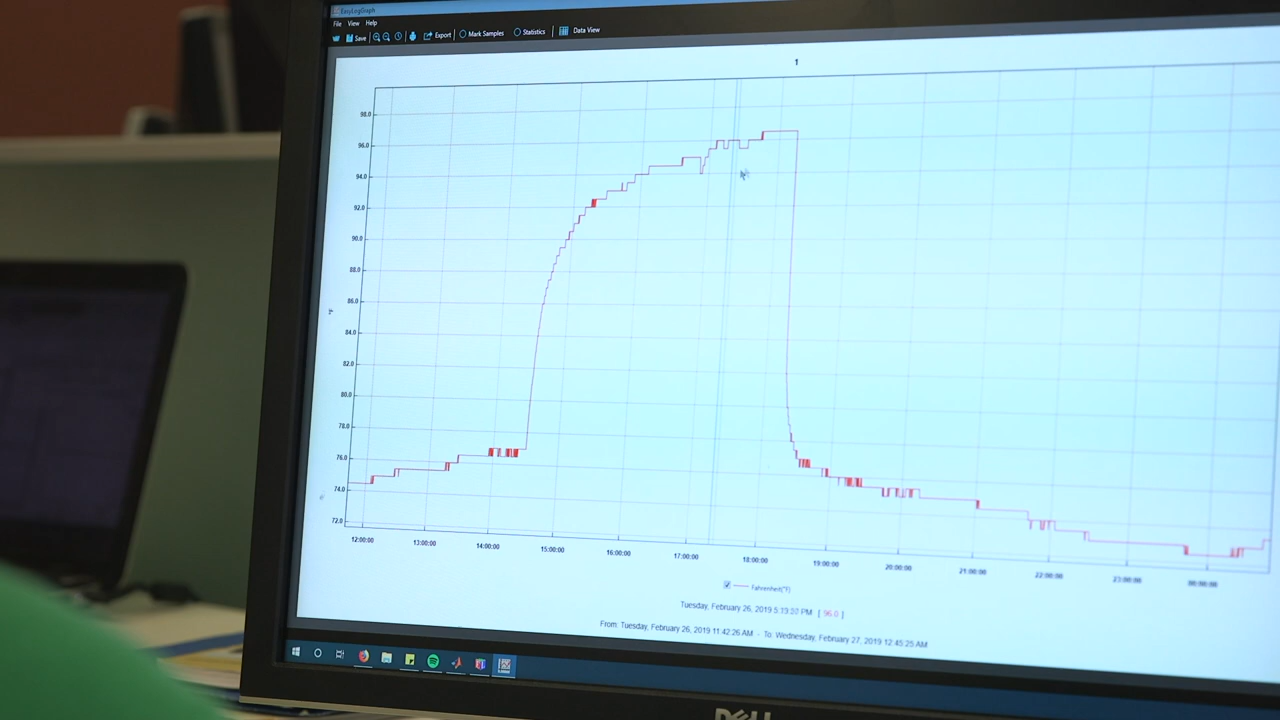 EasyLogGraph
File View Help
Save Export Mark Samples Statistics Data View
1
98.0
96.0
94.0
92.0
90.0
88.0
86.0
84.0
82.0
80.0
78.0
76.0
74.0
72.0
°F
12:00:00 13:00:00 14:00:00 15:00:00 16:00:00 17:00:00 18:00:00 19:00:00 20:00:00 21:00:00 22:00:00 23:00:00 00:00:00
Fahrenheit(°F)
Tuesday, February 26, 2019 PM [ 96.0 ]
From: Tuesday, February 26, 2019 11:42:26 AM - To: Wednesday, February 27, 2019 12:45:25 AM
DELL